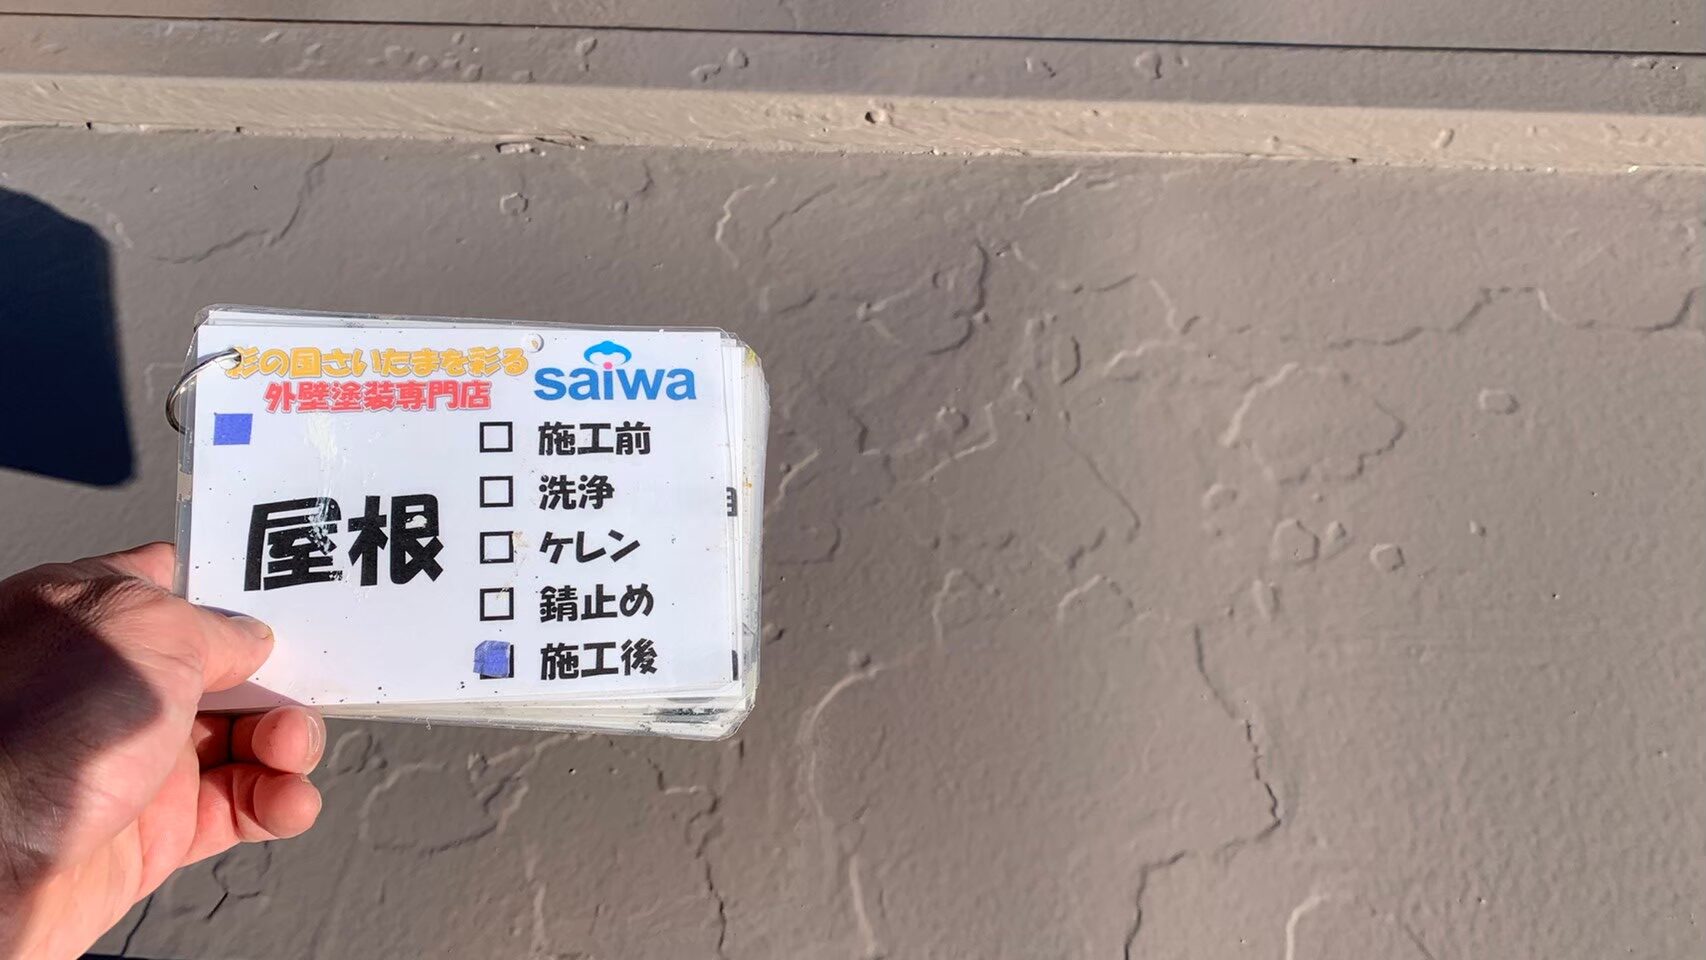 彩の国さいたまを彩る
外壁塗装専門店
saiwa
屋根
施工前
洗浄
ケレン
錆止め
施工後